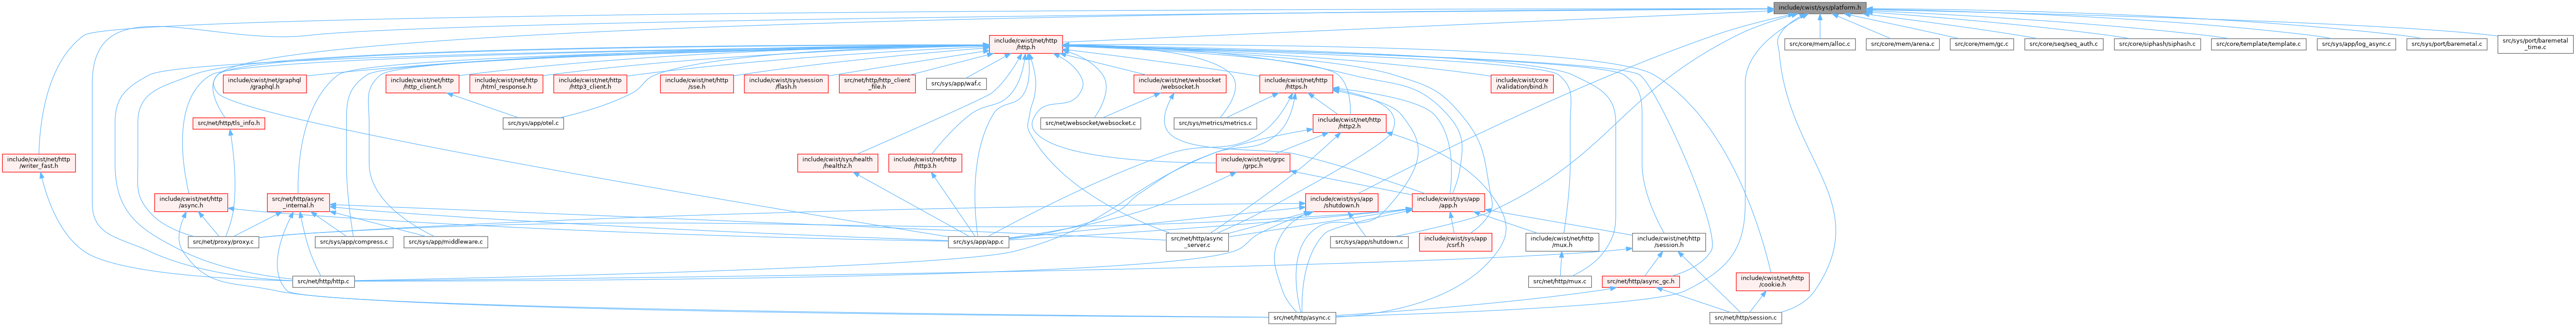 include/cwist/sys/platform.h
include/cwist/net/http
/http.h
src/core/mem/alloc.c
src/core/mem/arena.c
src/core/mem/gc.c
src/core/seq/seq_auth.c
src/core/siphash/siphash.c
src/core/template/template.c
src/sys/app/log_async.c
src/sys/port/baremetal.c
src/sys/port/baremetal
_time.c
include/cwist/net/graphql
/graphql.h
include/cwist/net/http
/http_client.h
include/cwist/net/http
/html_response.h
include/cwist/net/http
/http3_client.h
include/cwist/net/http
/sse.h
include/cwist/sys/session
/flash.h
src/net/http/http_client
_file.h
src/sys/app/waf.c
include/cwist/net/websocket
/websocket.h
include/cwist/net/http
/https.h
include/cwist/core
/validation/bind.h
src/net/http/tls_info.h
src/sys/app/otel.c
src/net/websocket/websocket.c
src/sys/metrics/metrics.c
include/cwist/net/http
/http2.h
include/cwist/net/http
/writer_fast.h
include/cwist/sys/health
/healthz.h
include/cwist/net/http
/http3.h
include/cwist/net/grpc
/grpc.h
include/cwist/net/http
/async.h
src/net/http/async
_internal.h
include/cwist/sys/app
/shutdown.h
include/cwist/sys/app
/app.h
src/net/proxy/proxy.c
src/sys/app/compress.c
src/sys/app/middleware.c
src/sys/app/app.c
src/net/http/async
_server.c
src/sys/app/shutdown.c
include/cwist/sys/app
/csrf.h
include/cwist/net/http
/mux.h
include/cwist/net/http
/session.h
src/net/http/http.c
src/net/http/mux.c
src/net/http/async_gc.h
include/cwist/net/http
/cookie.h
src/net/http/async.c
src/net/http/session.c